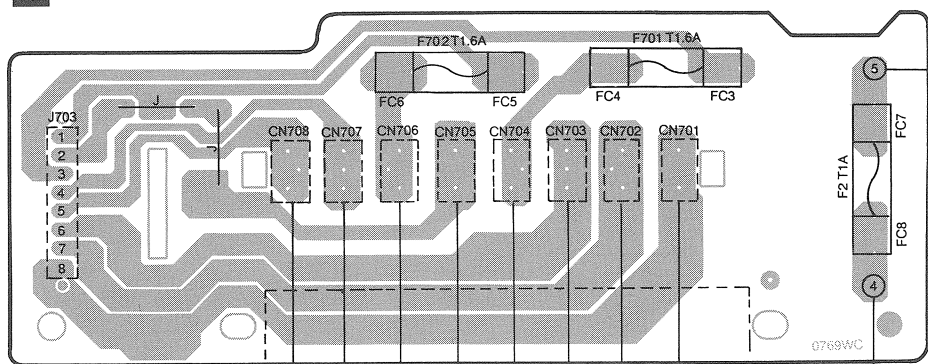 F702 T1.6A
F701 T1.6A
5
FC6
FC5
FC4
FC3
J
J703
FC7
CN708
CN707
CN706
CN705
CN704
CN703
CN702
CN701
1
2
3
4
5
6
7
8
J
F2 T1A
FC8
4
0769WC